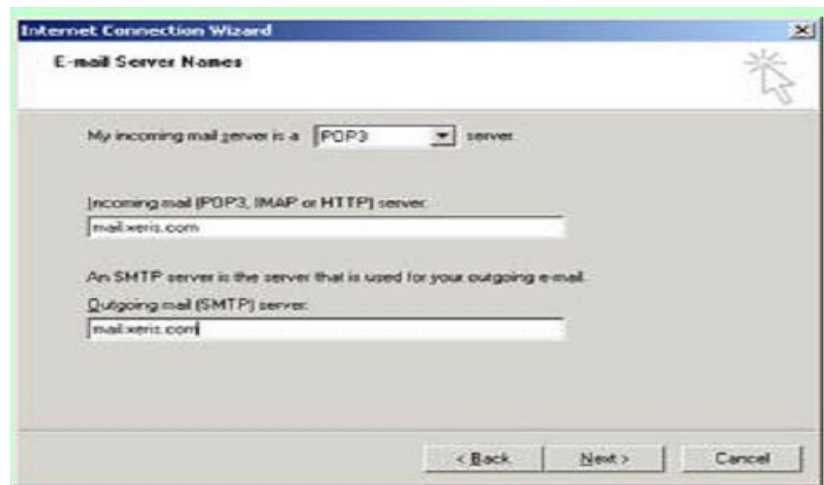 Internet Connection Wizard
E-mail Server Names
My incoming mail server is a POP3 server.
Incoming mail (POP3, IMAP or HTTP) server:
mail.xeris.com
An SMTP server is the server that is used for your outgoing e-mail.
Outgoing mail (SMTP) server:
mail.xeris.com
< Back
Next >
Cancel